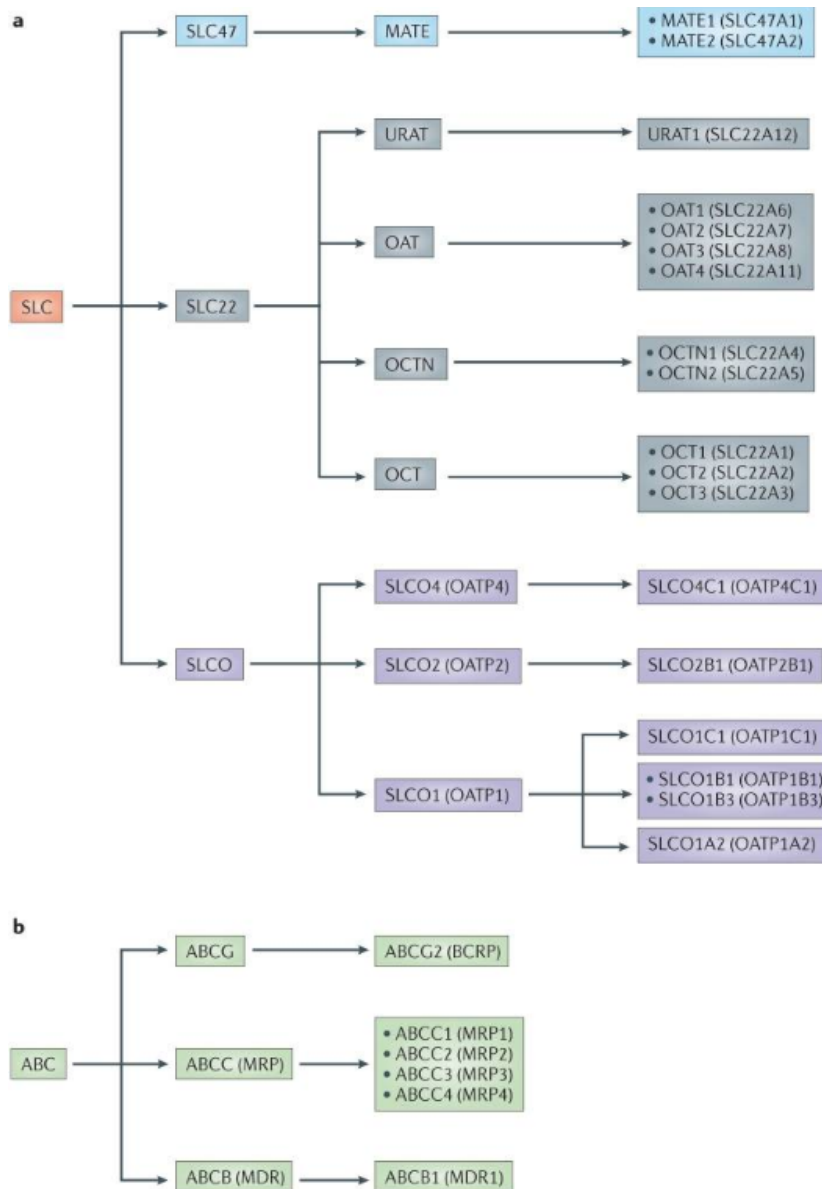 a
SLC47
MATE
• MATE1 (SLC47A1)
• MATE2 (SLC47A2)
URAT
URAT1 (SLC22A12)
OAT
• OAT1 (SLC22A6)
• OAT2 (SLC22A7)
• OAT3 (SLC22A8)
• OAT4 (SLC22A11)
SLC
SLC22
OCTN
• OCTN1 (SLC22A4)
• OCTN2 (SLC22A5)
OCT
• OCT1 (SLC22A1)
• OCT2 (SLC22A2)
• OCT3 (SLC22A3)
SLCO4 (OATP4)
SLCO4C1 (OATP4C1)
SLCO
SLCO2 (OATP2)
SLCO2B1 (OATP2B1)
SLCO1 (OATP1)
SLCO1C1 (OATP1C1)
• SLCO1B1 (OATP1B1)
• SLCO1B3 (OATP1B3)
SLCO1A2 (OATP1A2)
b
ABCG
ABCG2 (BCRP)
ABC
ABCC (MRP)
• ABCC1 (MRP1)
• ABCC2 (MRP2)
• ABCC3 (MRP3)
• ABCC4 (MRP4)
ABCB (MDR)
ABCB1 (MDR1)